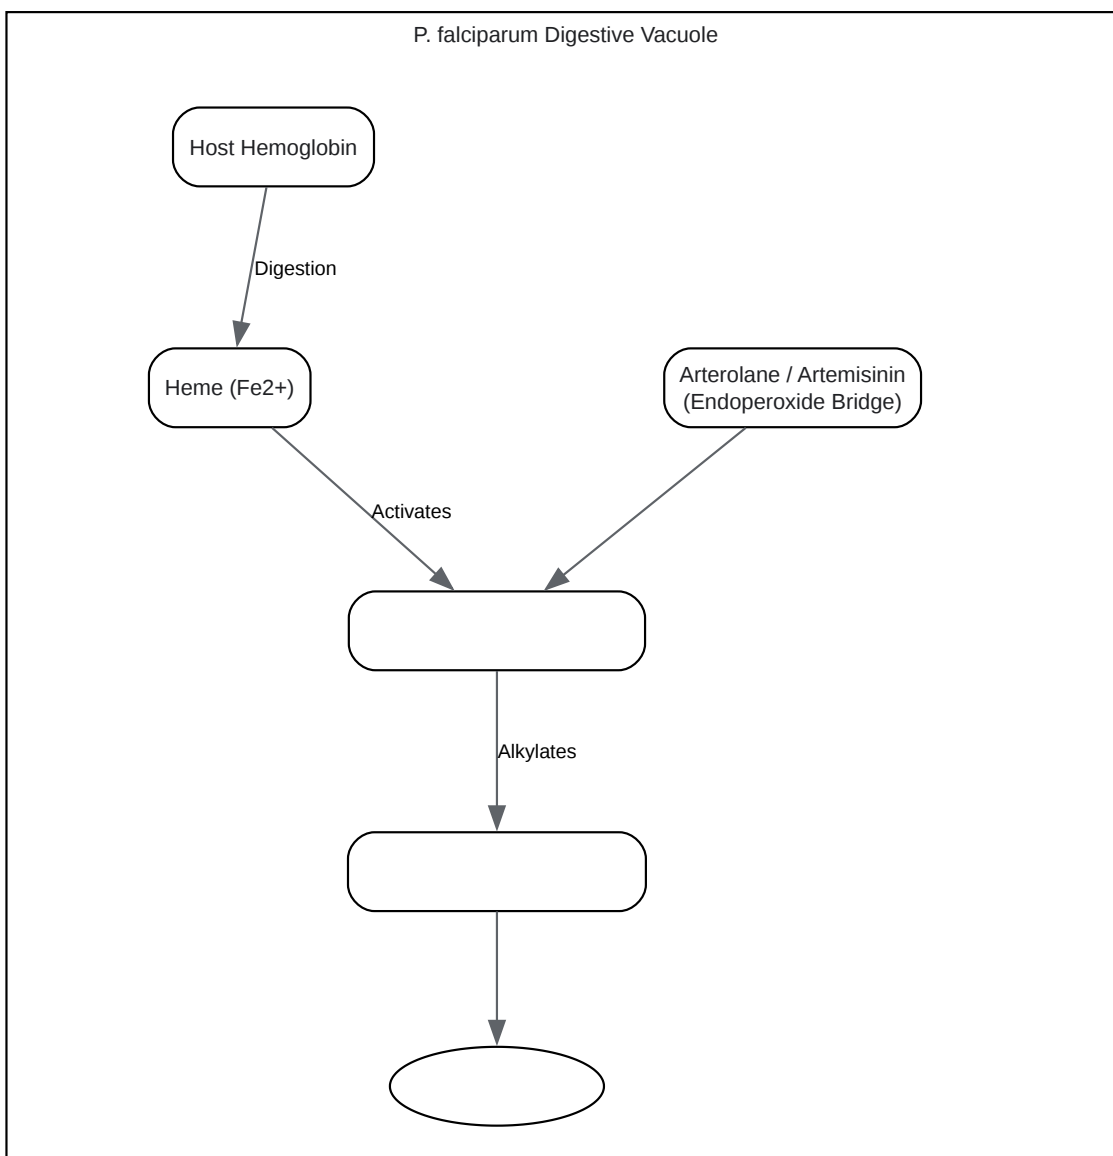 P. falciparum Digestive Vacuole
Host Hemoglobin
Digestion
Heme (Fe2+)
Arterolane / Artemisinin
(Endoperoxide Bridge)
Activates
Alkylates